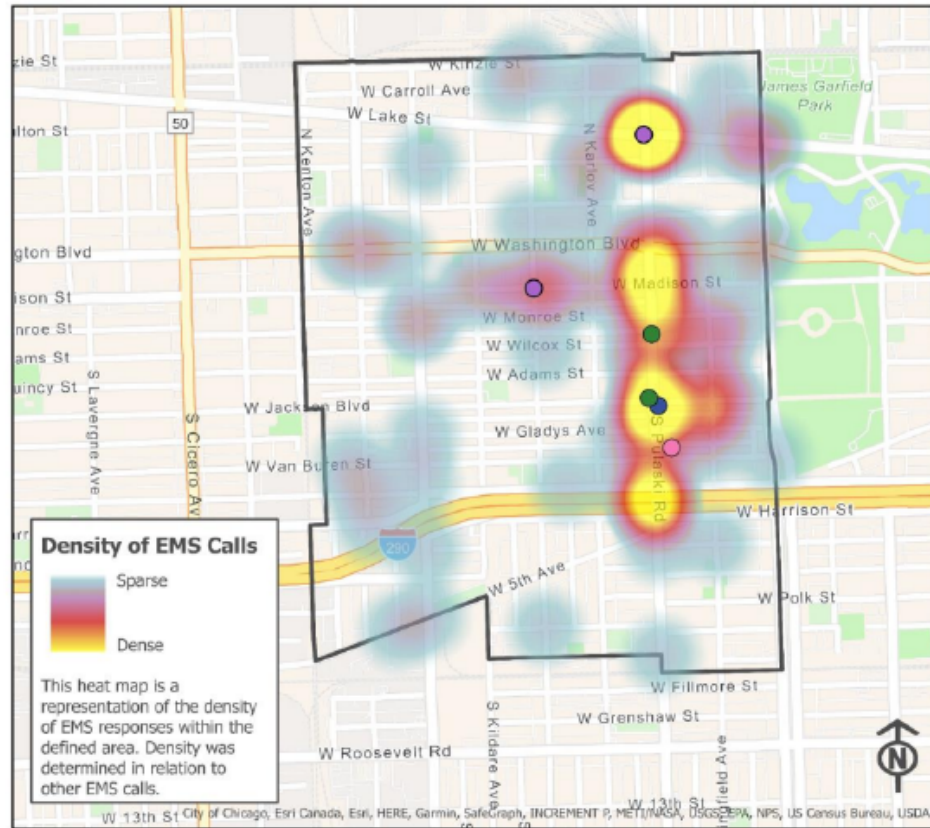 zie St
W Kinzie St
W Carroll Ave
James Garfield
Park
W Lake St
ulton St
50
N Kenton Ave
N Karlov Ave
ngton Blvd
W Washington Blvd
W Madison St
ison St
W Monroe St
nroe St
W Wilcox St
ams St
W Adams St
uincy St
W Jackson Blvd
S Lavergne Ave
S Cicero Av
W Gladys Ave
S Pulaski Rd
W Van Buren St
W Harrison St
290
W 5th Ave
W Polk St
Density of EMS Calls
Sparse
Dense
This heat map is a
representation of the density
of EMS responses within the
defined area. Density was
determined in relation to
other EMS calls.
W Fillmore St
W Grenshaw St
S Kildare Ave
W Roosevelt Rd
N
W 13th St
W 13th St
City of Chicago, Esri Canada, Esri, HERE, Garmin, SafeGraph, INCREMENT P, METI/NASA, USGS, EPA, NPS, US Census Bureau, USDA